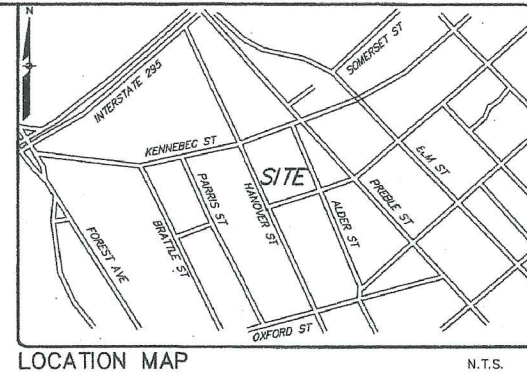 N
INTERSTATE 295
SOMERSET ST
KENNEBEC ST
ELM ST
SITE
PARRIS ST
HANOVER ST
PREBLE ST
ALDER ST
FOREST AVE
BRATTLE ST
OXFORD ST
LOCATION MAP
N.T.S.